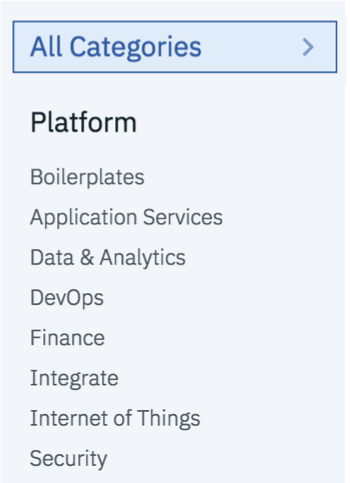 All Categories
Platform
Boilerplates
Application Services
Data & Analytics
DevOps
Finance
Integrate
Internet of Things
Security